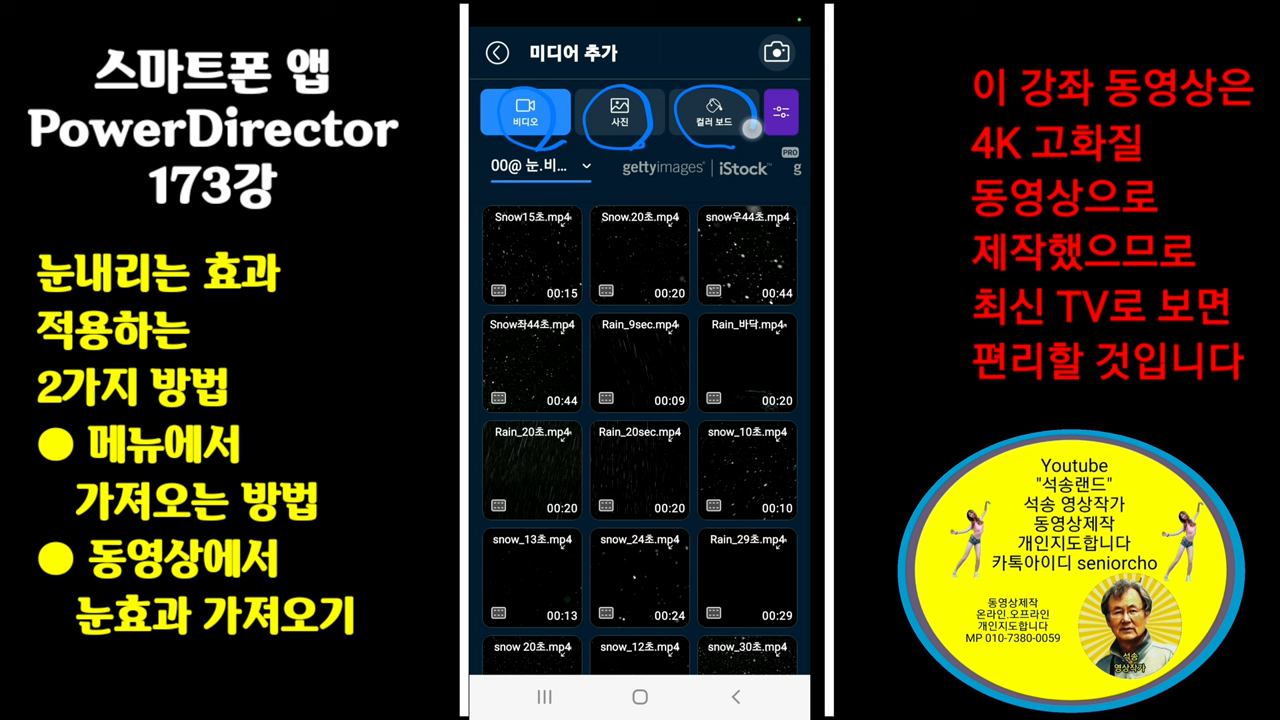 스마트폰 앱
PowerDirector
173강
눈내리는 효과
적용하는
2가지 방법
● 메뉴에서
가져오는 방법
● 동영상에서
눈효과 가져오기
미디어 추가
비디오
사진
컬러 보드
00@ 눈.비...
gettyimages® | iStock™
PRO
g
Snow15초.mp4
00:15
Snow.20초.mp4
00:20
snow우44초.mp4
00:44
Snow좌44초.mp4
00:44
Rain_9sec.mp4
00:09
Rain_바닥.mp4
00:20
Rain_20초.mp4
00:20
Rain_20sec.mp4
00:20
snow_10초.mp4
00:10
snow_13초.mp4
00:13
snow_24초.mp4
00:24
Rain_29초.mp4
00:29
snow 20초.mp4
snow_12초.mp4
snow_30초.mp4
이 강좌 동영상은
4K 고화질
동영상으로
제작했으므로
최신 TV로 보면
편리할 것입니다
Youtube
"석송랜드"
석송 영상작가
동영상제작
개인지도합니다
카톡아이디 seniorcho
동영상제작
온라인.오프라인
개인지도합니다
MP 010-7380-0059
석송
영상작가